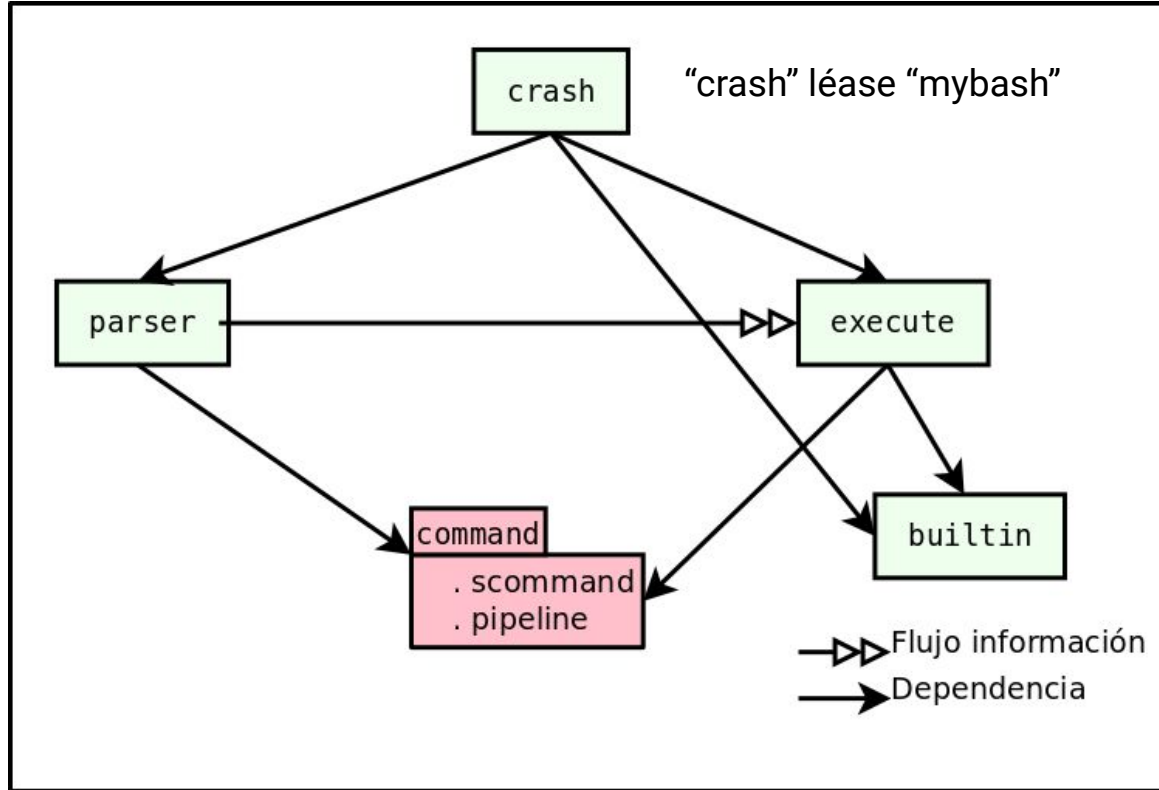 crash
“crash” léase “mybash”
parser
execute
command
. scommand
. pipeline
builtin
Flujo información
Dependencia